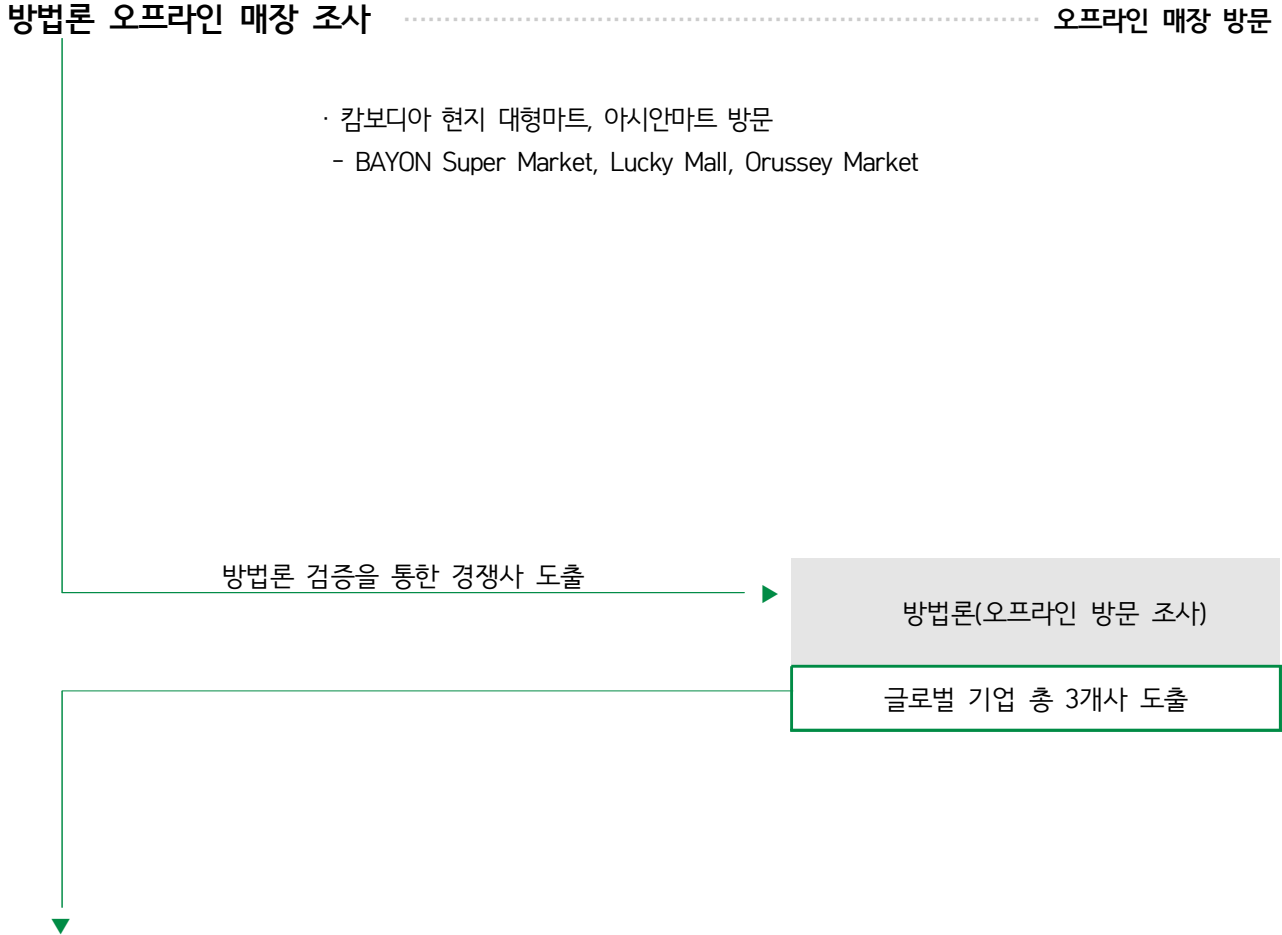 방법론 오프라인 매장 조사 오프라인 매장 방문
· 캄보디아 현지 대형마트, 아시안마트 방문
- BAYON Super Market, Lucky Mall, Orussey Market
방법론 검증을 통한 경쟁사 도출
방법론(오프라인 방문 조사)
글로벌 기업 총 3개사 도출